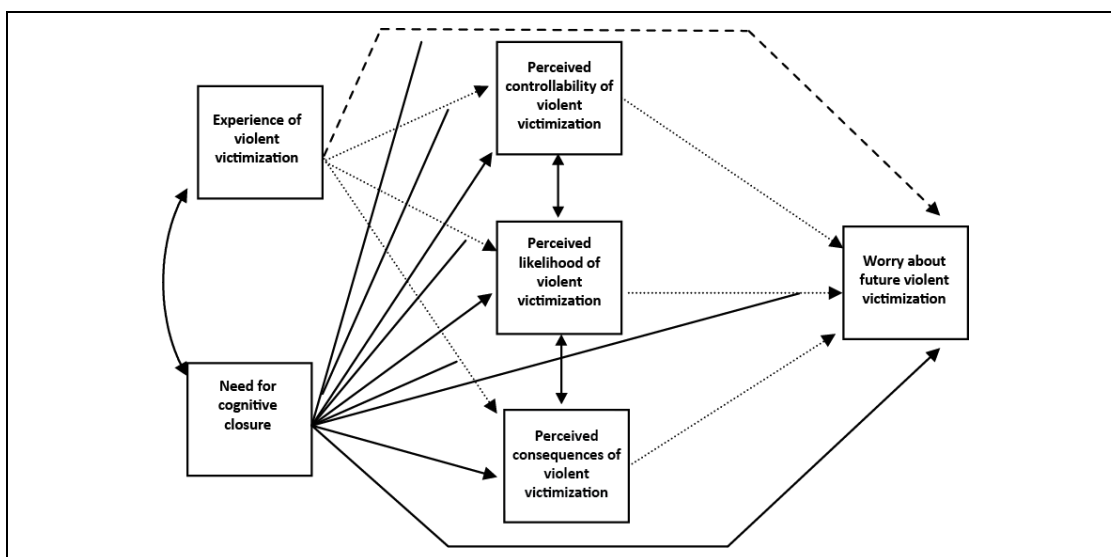 Experience of
violent
victimization
Need for
cognitive
closure
Perceived
controllability of
violent
victimization
Perceived
likelihood of
violent
victimization
Perceived
consequences of
violent
victimization
Worry about
future violent
victimization